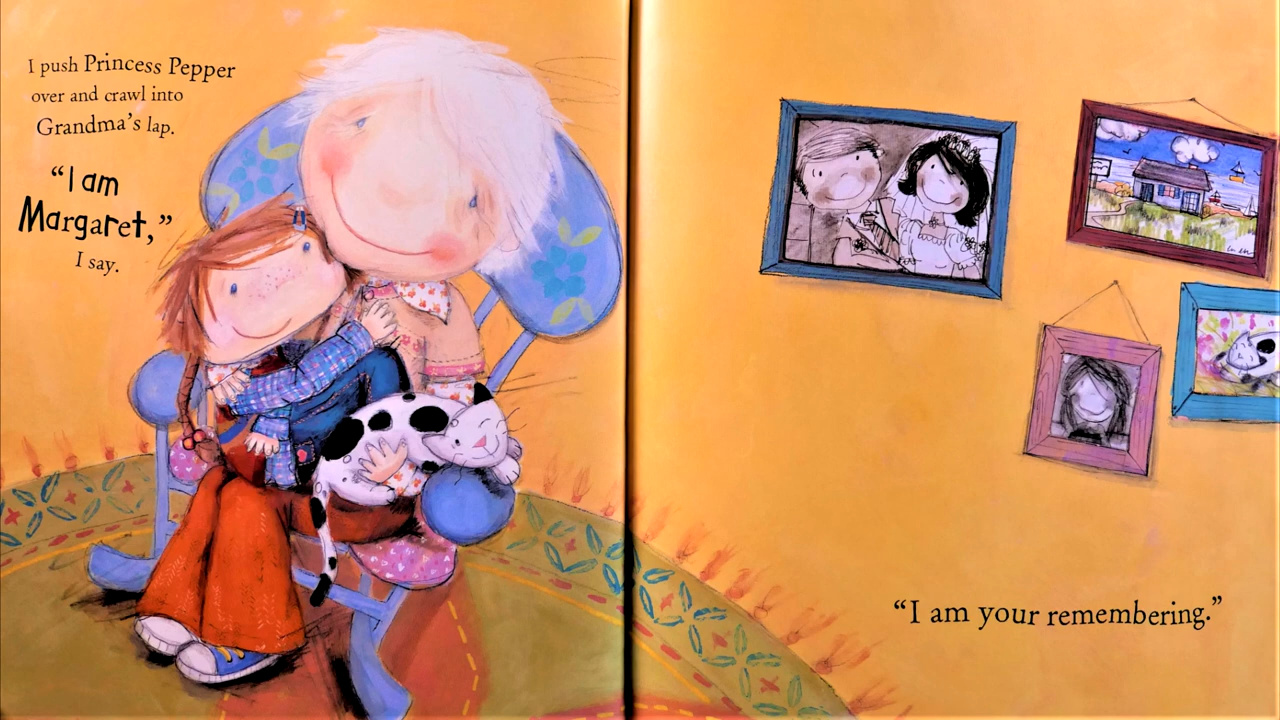 I push Princess Pepper
over and crawl into
Grandma's lap.
“I am
Margaret,”
I say.
“I am your remembering.”